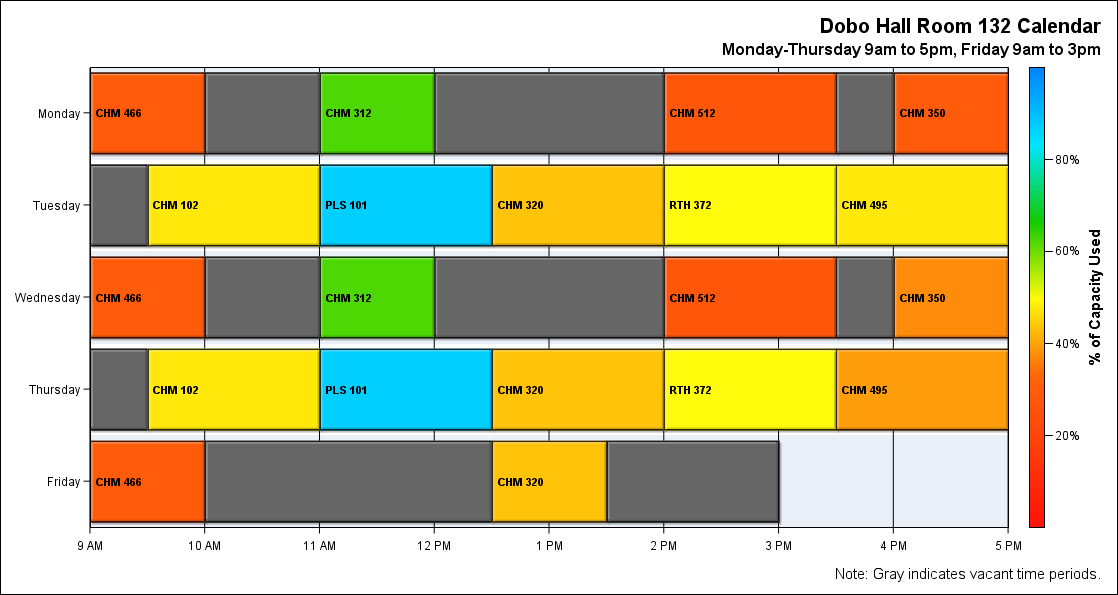 Dobo Hall Room 132 Calendar
Monday-Thursday 9am to 5pm, Friday 9am to 3pm
Monday
CHM 466
CHM 312
CHM 512
CHM 350
Tuesday
CHM 102
PLS 101
CHM 320
RTH 372
CHM 495
Wednesday
CHM 466
CHM 312
CHM 512
CHM 350
Thursday
CHM 102
PLS 101
CHM 320
RTH 372
CHM 495
Friday
CHM 466
CHM 320
9 AM
10 AM
11 AM
12 PM
1 PM
2 PM
3 PM
4 PM
5 PM
80%
60%
40%
20%
% of Capacity Used
Note: Gray indicates vacant time periods.